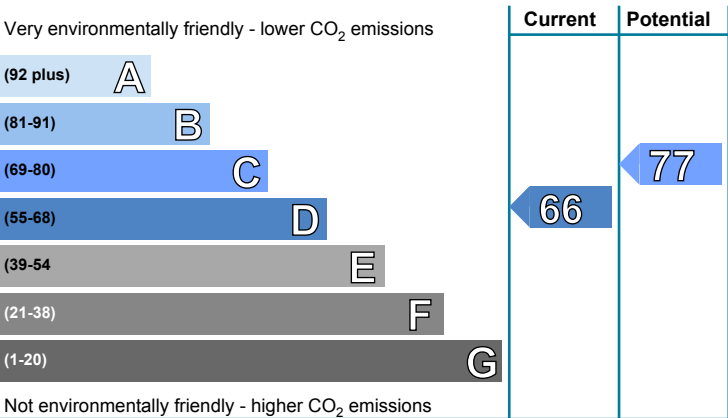 Very environmentally friendly - lower CO2 emissions
Current
Potential
(92 plus) A
(81-91) B
(69-80) C
77
(55-68) D
66
(39-54 E
(21-38) F
(1-20) G
Not environmentally friendly - higher CO2 emissions